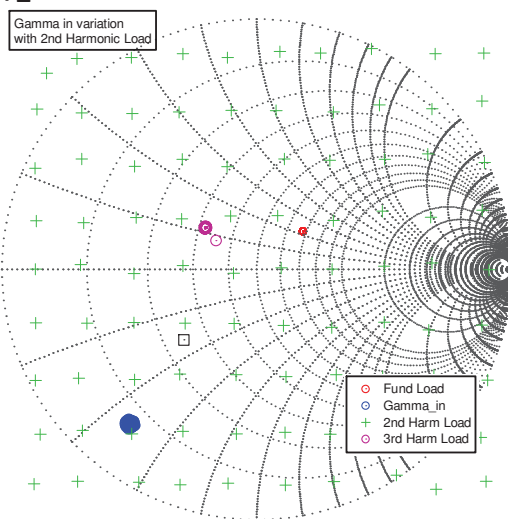 Gamma in variation
with 2nd Harmonic Load
Fund Load
Gamma_in
2nd Harm Load
3rd Harm Load